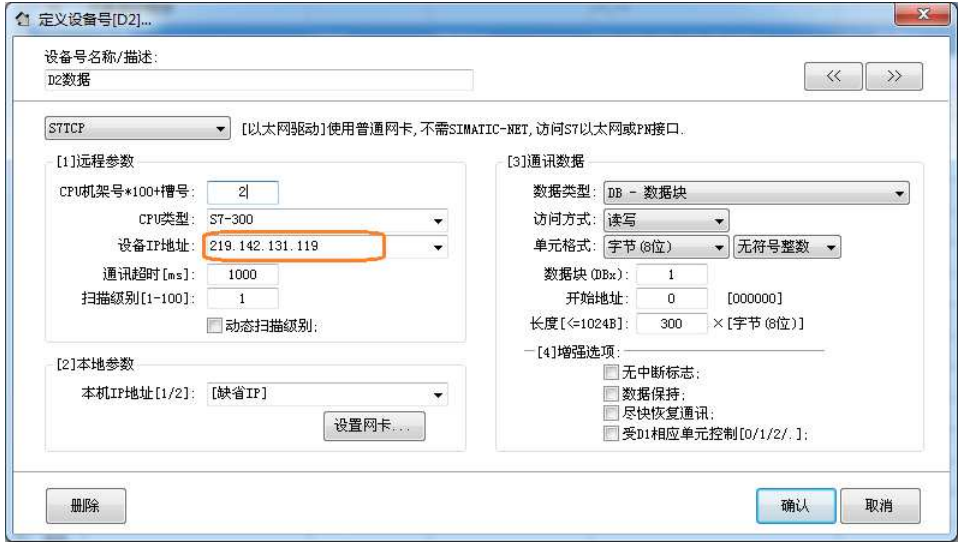 定义设备号[D2]...
设备号名称/描述:
D2数据
<< >>
S7TCP [以太网驱动]使用普通网卡,不需SIMATIC-NET,访问S7以太网或PN接口.
[1]远程参数
CPU机架号*100+槽号: 2
CPU类型: S7-300
设备IP地址: 219.142.131.119
通讯超时[ms]: 1000
扫描级别[1-100]: 1
动态扫描级别;
[2]本地参数
本机IP地址[1/2]: [缺省IP]
设置网卡...
[3]通讯数据
数据类型: DB - 数据块
访问方式: 读写
单元格式: 字节(8位) 无符号整数
数据块(DBx): 1
开始地址: 0 [000000]
长度[<=1024B]: 300 ×[字节(8位)]
[4]增强选项:
无中断标志;
数据保持;
尽快恢复通讯;
受D1相应单元控制[0/1/2/.];
删除 确认 取消